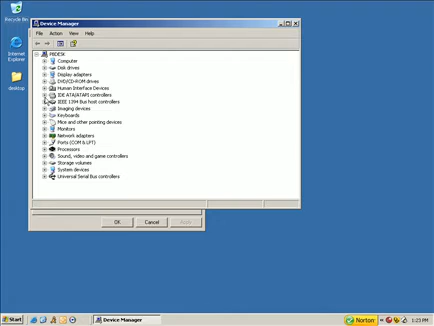 Recycle Bin
Internet
Explorer
desktop
Device Manager
File Action View Help
PBDESK
Computer
Disk drives
Display adapters
DVD/CD-ROM drives
Human Interface Devices
IDE ATA/ATAPI controllers
IEEE 1394 Bus host controllers
Imaging devices
Keyboards
Mice and other pointing devices
Monitors
Network adapters
Ports (COM & LPT)
Processors
Sound, video and game controllers
Storage volumes
System devices
Universal Serial Bus controllers
OK Cancel Apply
Start Device Manager Norton 1:23 PM